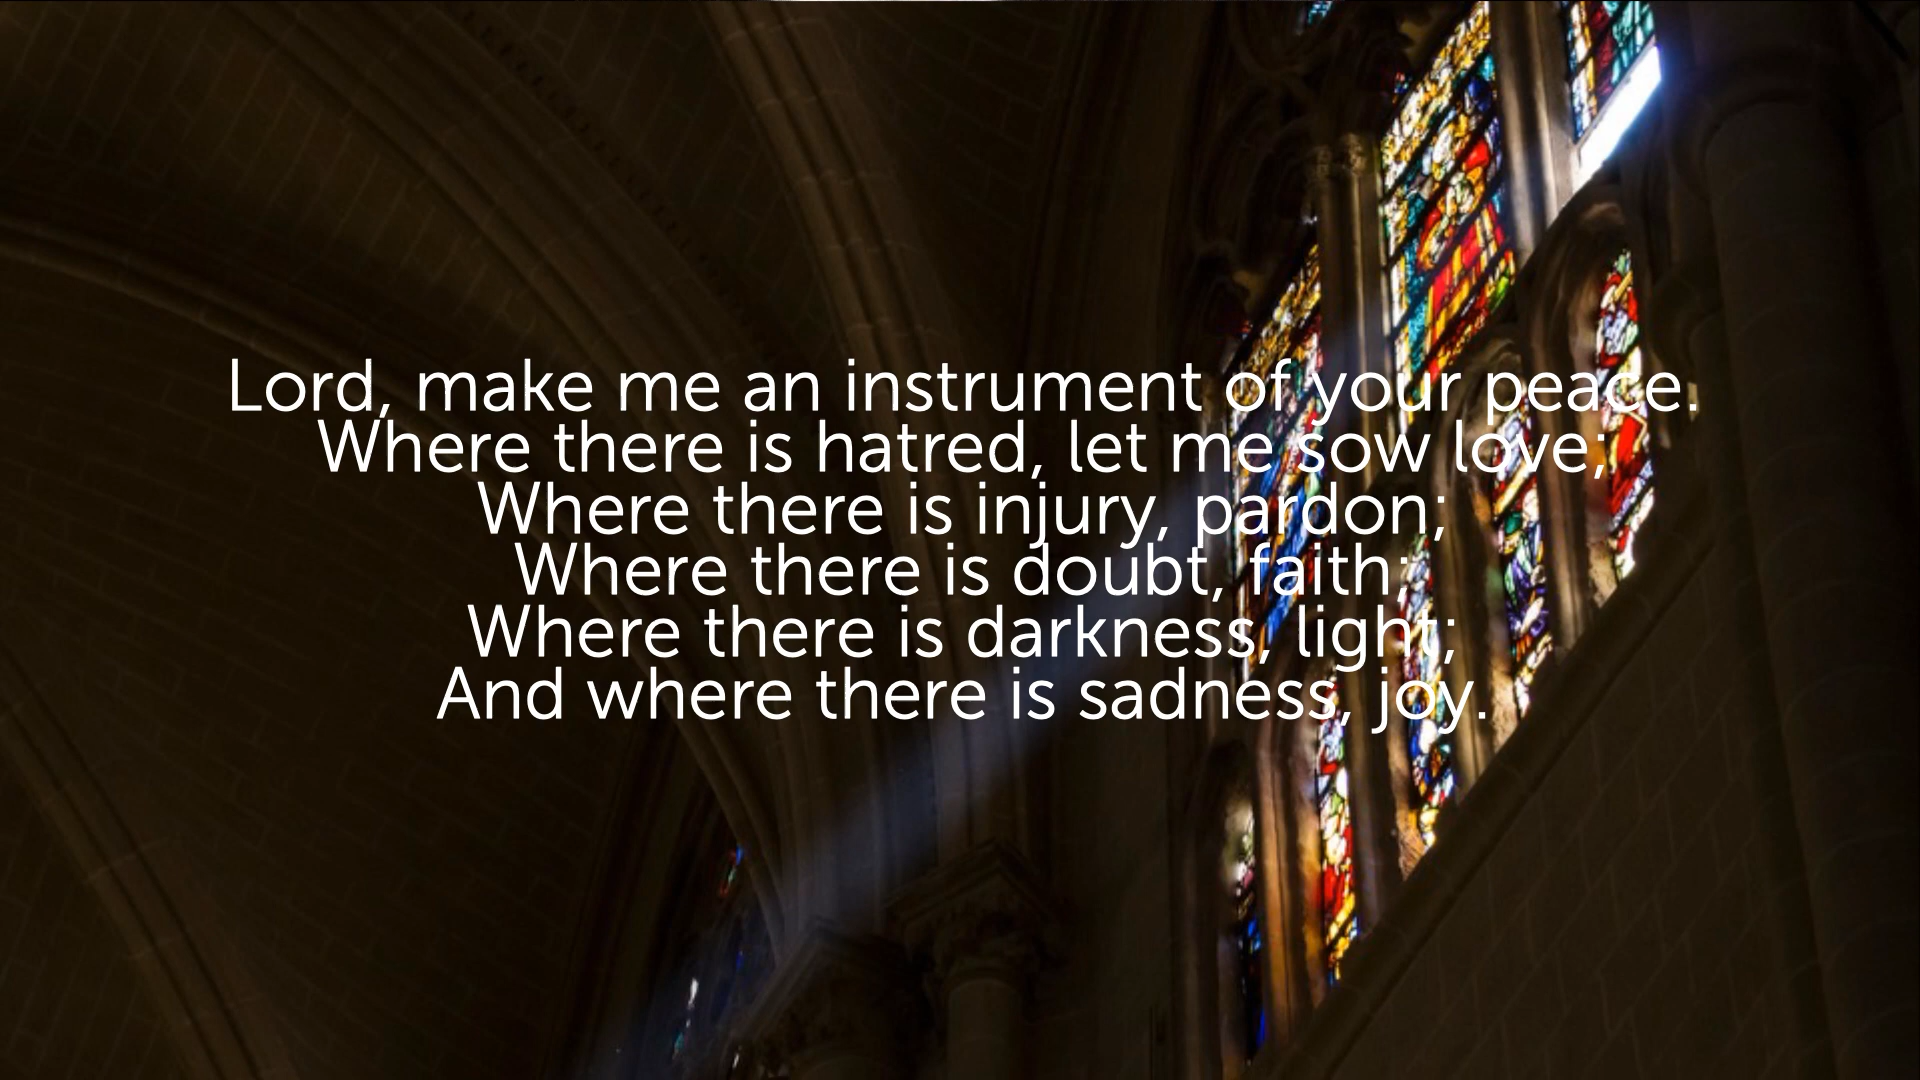 Lord, make me an instrument of your peace.
Where there is hatred, let me sow love;
Where there is injury, pardon;
Where there is doubt, faith;
Where there is darkness, light;
And where there is sadness, joy.